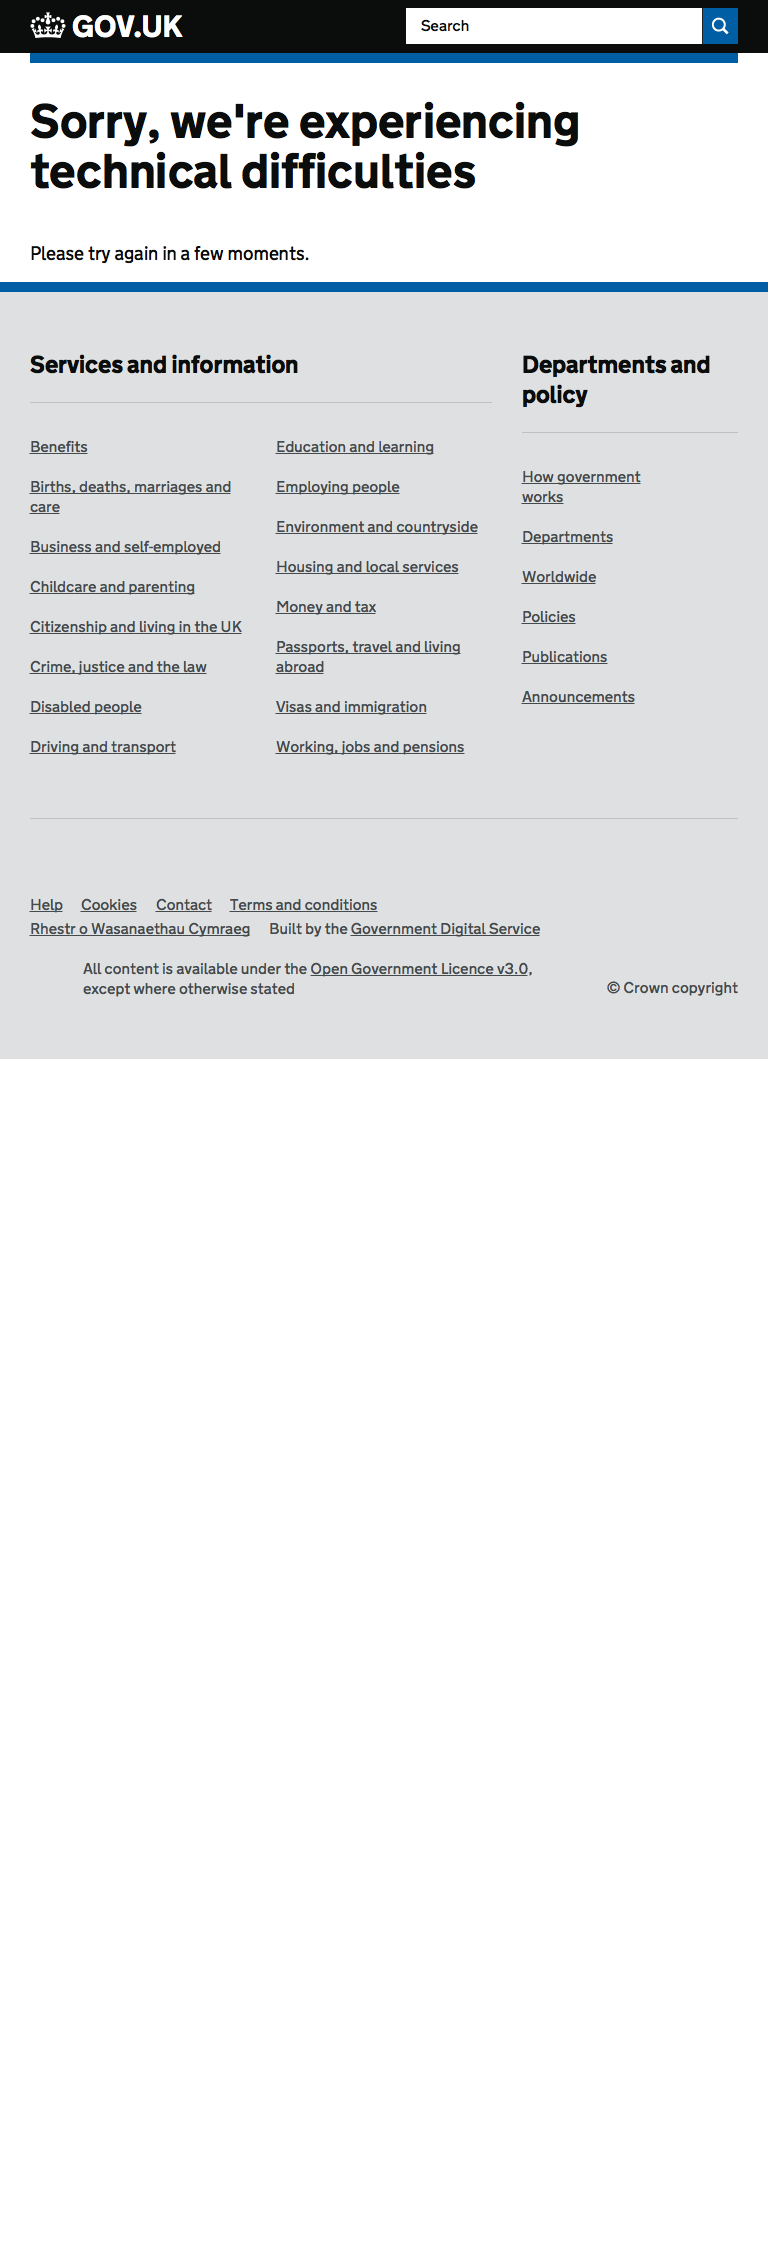 GOV.UK
Search
Sorry, we're experiencing
technical difficulties
Please try again in a few moments.
Services and information
Benefits
Births, deaths, marriages and
care
Business and self-employed
Childcare and parenting
Citizenship and living in the UK
Crime, justice and the law
Disabled people
Driving and transport
Education and learning
Employing people
Environment and countryside
Housing and local services
Money and tax
Passports, travel and living
abroad
Visas and immigration
Working, jobs and pensions
Departments and
policy
How government
works
Departments
Worldwide
Policies
Publications
Announcements
Help Cookies Contact Terms and conditions
Rhestr o Wasanaethau Cymraeg Built by the Government Digital Service
All content is available under the Open Government Licence v3.0,
except where otherwise stated
© Crown copyright